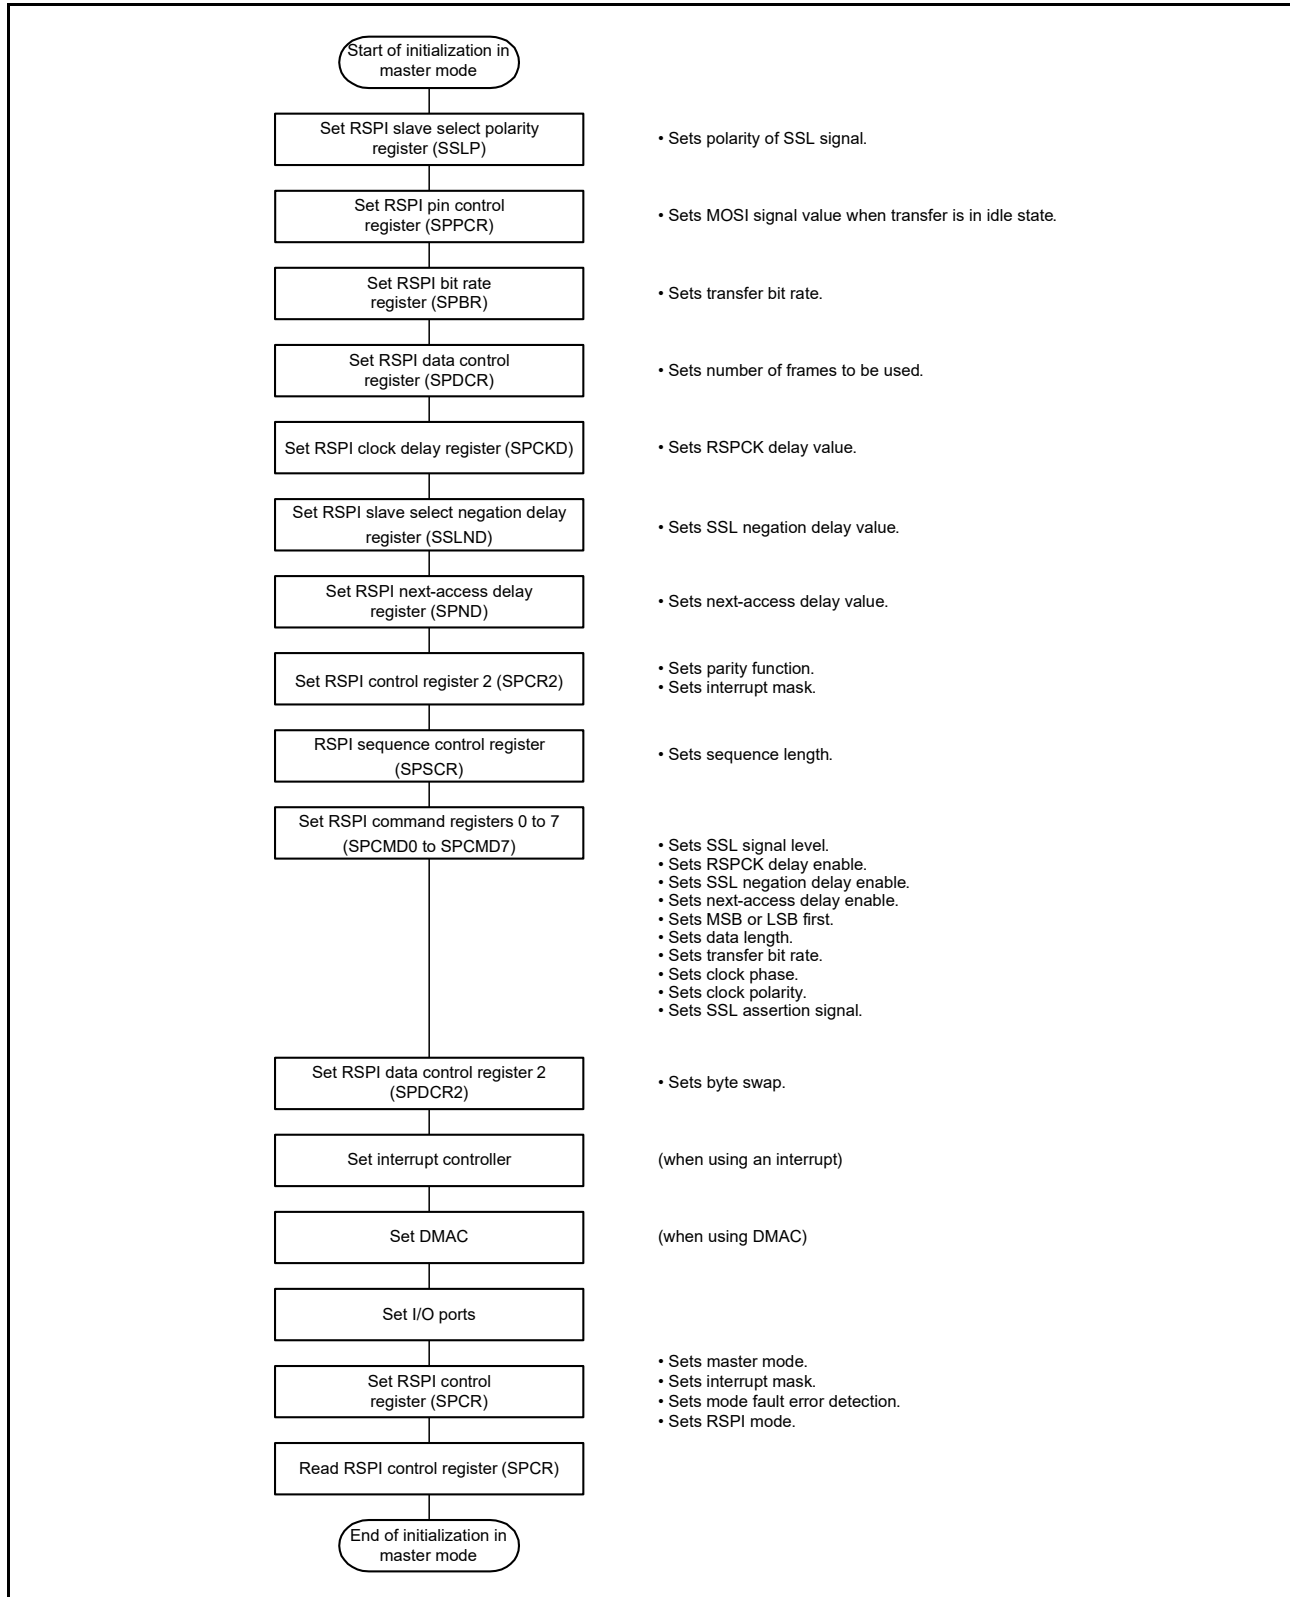 Start of initialization in
master mode
Set RSPI slave select polarity
register (SSLP)
• Sets polarity of SSL signal.
Set RSPI pin control
register (SPPCR)
• Sets MOSI signal value when transfer is in idle state.
Set RSPI bit rate
register (SPBR)
• Sets transfer bit rate.
Set RSPI data control
register (SPDCR)
• Sets number of frames to be used.
Set RSPI clock delay register (SPCKD)
• Sets RSPCK delay value.
Set RSPI slave select negation delay
register (SSLND)
• Sets SSL negation delay value.
Set RSPI next-access delay
register (SPND)
• Sets next-access delay value.
Set RSPI control register 2 (SPCR2)
• Sets parity function.
• Sets interrupt mask.
RSPI sequence control register
(SPSCR)
• Sets sequence length.
Set RSPI command registers 0 to 7
(SPCMD0 to SPCMD7)
• Sets SSL signal level.
• Sets RSPCK delay enable.
• Sets SSL negation delay enable.
• Sets next-access delay enable.
• Sets MSB or LSB first.
• Sets data length.
• Sets transfer bit rate.
• Sets clock phase.
• Sets clock polarity.
• Sets SSL assertion signal.
Set RSPI data control register 2
(SPDCR2)
• Sets byte swap.
Set interrupt controller
(when using an interrupt)
Set DMAC
(when using DMAC)
Set I/O ports
Set RSPI control
register (SPCR)
• Sets master mode.
• Sets interrupt mask.
• Sets mode fault error detection.
• Sets RSPI mode.
Read RSPI control register (SPCR)
End of initialization in
master mode